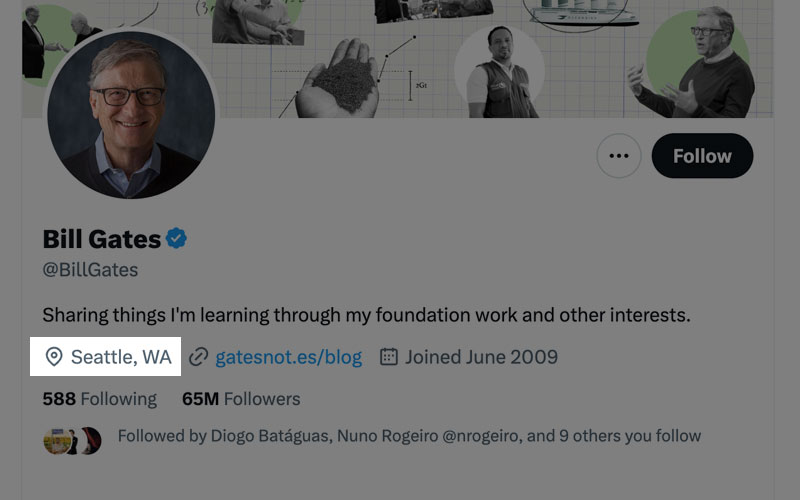 2Gt
Follow
Bill Gates
@BillGates
Sharing things I'm learning through my foundation work and other interests.
Seattle, WA gatesnot.es/blog Joined June 2009
588 Following 65M Followers
Followed by Diogo Batáguas, Nuno Rogeiro @nrogeiro, and 9 others you follow